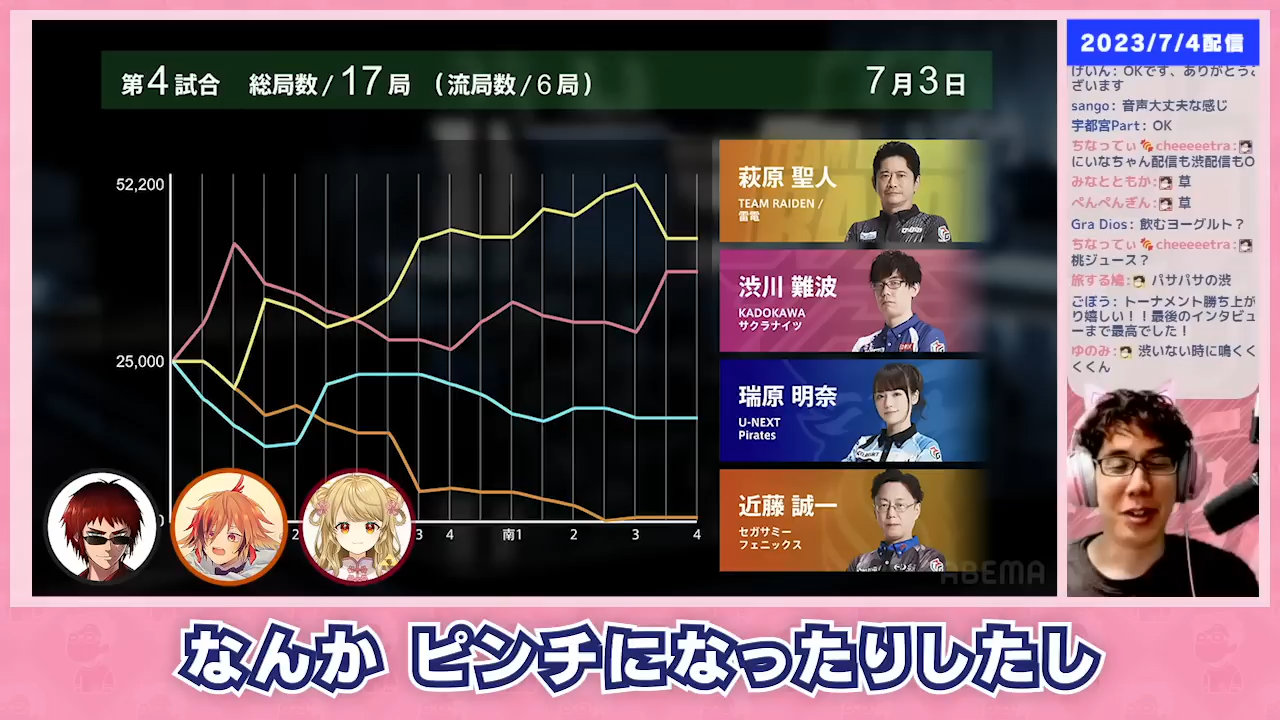 第4試合 総局数/17局 (流局数/6局) 7月3日
52,200
25,000
0
2
3
4
南1
2
3
4
萩原 聖人
TEAM RAIDEN /
雷電
渋川 難波
KADOKAWA
サクラナイツ
瑞原 明奈
U-NEXT
Pirates
近藤 誠一
セガサミー
フェニックス
ABEMA
2023/7/4配信
けいん: OKです、ありがとうご
ざいます
sango: 音声大丈夫な感じ
宇都宮Part: OK
ちなってぃ cheeeeetra:
にいなちゃん配信も渋配信もO
みなとともか: 草
ぺんぺんぎん: 草
Gra Dios: 飲むヨーグルト？
ちなってぃ cheeeeetra:
桃ジュース？
旅する鳩: パサパサの渋
ごぼう: トーナメント勝ち上が
り嬉しい！！最後のインタビュ
ーまで最高でした！
ゆのみ: 渋いない時に鳴くく
くくん
なんか ピンチになったりしたし